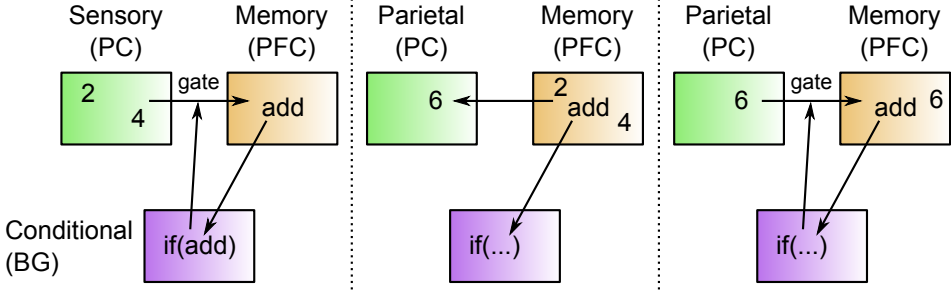 Sensory
(PC)
Memory
(PFC)
gate
2
4
add
Conditional
(BG)
if(add)
Parietal
(PC)
Memory
(PFC)
6
2
add
4
if(...)
Parietal
(PC)
Memory
(PFC)
gate
6
add
6
if(...)